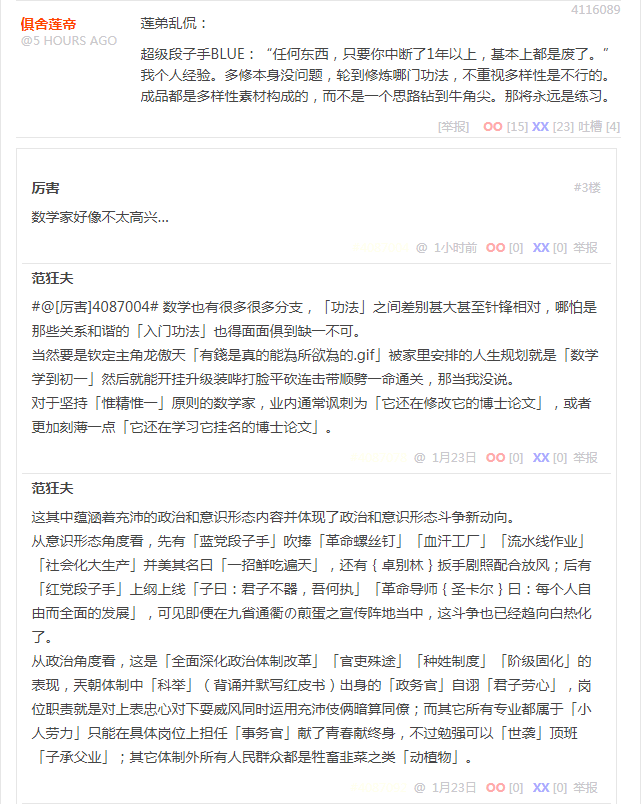 4116089
俱舍莲帝
@5 HOURS AGO
莲弟乱侃：
超级段子手BLUE：“任何东西，只要你中断了1年以上，基本上都是废了。”
我个人经验。多修本身没问题，轮到修炼哪门功法，不重视多样性是不行的。
成品都是多样性素材构成的，而不是一个思路钻到牛角尖。那将永远是练习。
[举报] OO [15] XX [23] 吐槽 [4]
厉害 #3楼
数学家好像不太高兴...
@ 1小时前 OO [0] XX [0] 举报
范狂夫
#@[厉害]4087004# 数学也有很多很多分支，「功法」之间差别甚大甚至针锋相对，哪怕是
那些关系和谐的「入门功法」也得面面俱到缺一不可。
当然要是钦定主角龙傲天「有錢是真的能為所欲為的.gif」被家里安排的人生规划就是「数学
学到初一」然后就能开挂升级装哔打脸平砍连击带顺劈一命通关，那当我没说。
对于坚持「惟精惟一」原则的数学家，业内通常讽刺为「它还在修改它的博士论文」，或者
更加刻薄一点「它还在学习它挂名的博士论文」。
@ 1月23日 OO [0] XX [0] 举报
范狂夫
这其中蕴涵着充沛的政治和意识形态内容并体现了政治和意识形态斗争新动向。
从意识形态角度看，先有「蓝党段子手」吹捧「革命螺丝钉」「血汗工厂」「流水线作业」
「社会化大生产」并美其名曰「一招鲜吃遍天」，还有﹛卓别林﹜扳手剧照配合放风；后有
「红党段子手」上纲上线「子曰：君子不器，吾何执」「革命导师﹛圣卡尔﹜曰：每个人自
由而全面的发展」，可见即便在九省通衢の煎蛋之宣传阵地当中，这斗争也已经趋向白热化
了。
从政治角度看，这是「全面深化政治体制改革」「官吏殊途」「种姓制度」「阶级固化」的
表现，天朝体制中「科举」（背诵并默写红皮书）出身的「政务官」自诩「君子劳心」，岗
位职责就是对上表忠心对下耍威风同时运用充沛伎俩暗算同僚；而其它所有专业都属于「小
人劳力」只能在具体岗位上担任「事务官」献了青春献终身，不过勉强可以「世袭」顶班
「子承父业」；其它体制外所有人民群众都是牲畜韭菜之类「动植物」。
@ 1月23日 OO [0] XX [0] 举报